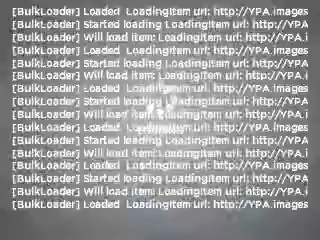 [BulkLoader] Loaded LoadingItem url: http://YPA.images
[BulkLoader] Started loading LoadingItem url: http://YPA
[BulkLoader] Will load item: LoadingItem url: http://YPA.i
[BulkLoader] Loaded LoadingItem url: http://YPA.images
[BulkLoader] Started loading LoadingItem url: http://YPA
[BulkLoader] Will load item: LoadingItem url: http://YPA.i
[BulkLoader] Loaded LoadingItem url: http://YPA.images
[BulkLoader] Started loading LoadingItem url: http://YPA
[BulkLoader] Will load item: LoadingItem url: http://YPA.i
[BulkLoader] Loaded LoadingItem url: http://YPA.images
[BulkLoader] Started loading LoadingItem url: http://YPA
[BulkLoader] Will load item: LoadingItem url: http://YPA.i
[BulkLoader] Loaded LoadingItem url: http://YPA.images
[BulkLoader] Started loading LoadingItem url: http://YPA
[BulkLoader] Will load item: LoadingItem url: http://YPA.i
[BulkLoader] Loaded LoadingItem url: http://YPA.images